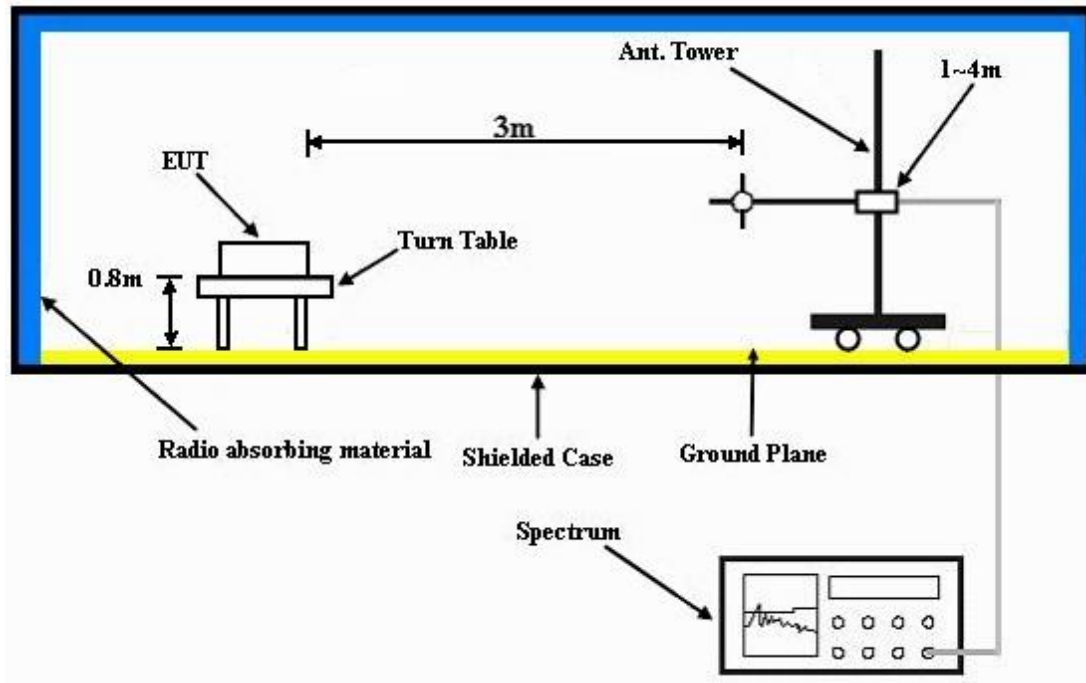 Ant. Tower
1~4m
3m
EUT
Turn Table
0.8m
Radio absorbing material
Shielded Case
Ground Plane
Spectrum